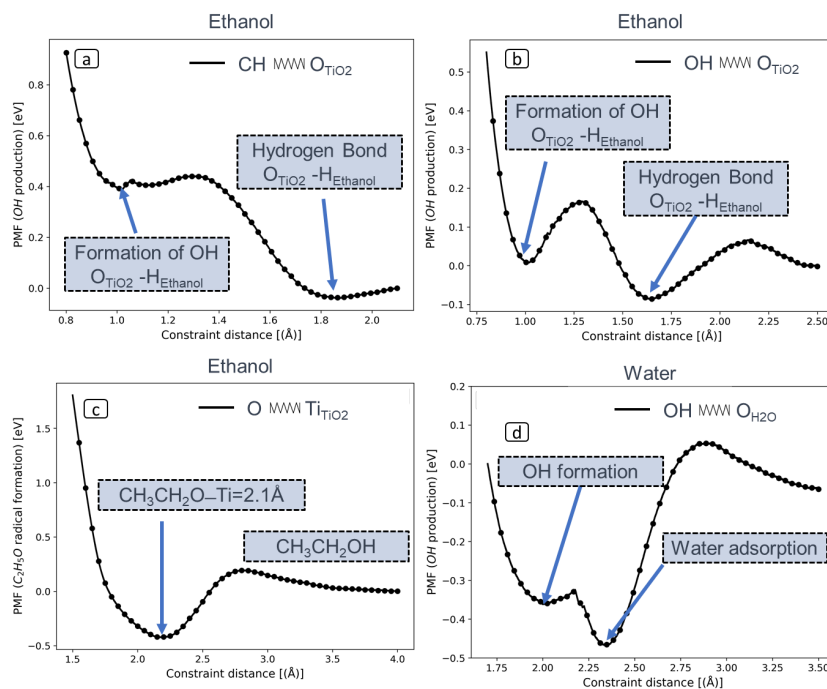 Ethanol
a
CH O_TiO2
Hydrogen Bond
O_TiO2 -H_Ethanol
Formation of OH
O_TiO2 -H_Ethanol
PMF (OH production) [eV]
0.8
0.6
0.4
0.2
0.0
0.8 1.0 1.2 1.4 1.6 1.8 2.0
Constraint distance [(Å)
Ethanol
b
OH O_TiO2
Formation of OH
O_TiO2 -H_Ethanol
Hydrogen Bond
O_TiO2 -H_Ethanol
PMF (OH production) [eV]
0.5
0.4
0.3
0.2
0.1
0.0
−0.1
0.75 1.00 1.25 1.50 1.75 2.00 2.25 2.50
Constraint distance [(Å)
Ethanol
c
O Ti_TiO2
CH3CH2O–Ti=2.1Å
CH3CH2OH
PMF (C2H5O radical formation) [eV]
1.5
1.0
0.5
0.0
−0.5
1.5 2.0 2.5 3.0 3.5 4.0
Constraint distance [(Å)
Water
d
OH O_H2O
OH formation
Water adsorption
PMF (OH production) [eV]
0.2
0.1
0.0
−0.1
−0.2
−0.3
−0.4
−0.5
1.75 2.00 2.25 2.50 2.75 3.00 3.25 3.50
Constraint distance [(Å)